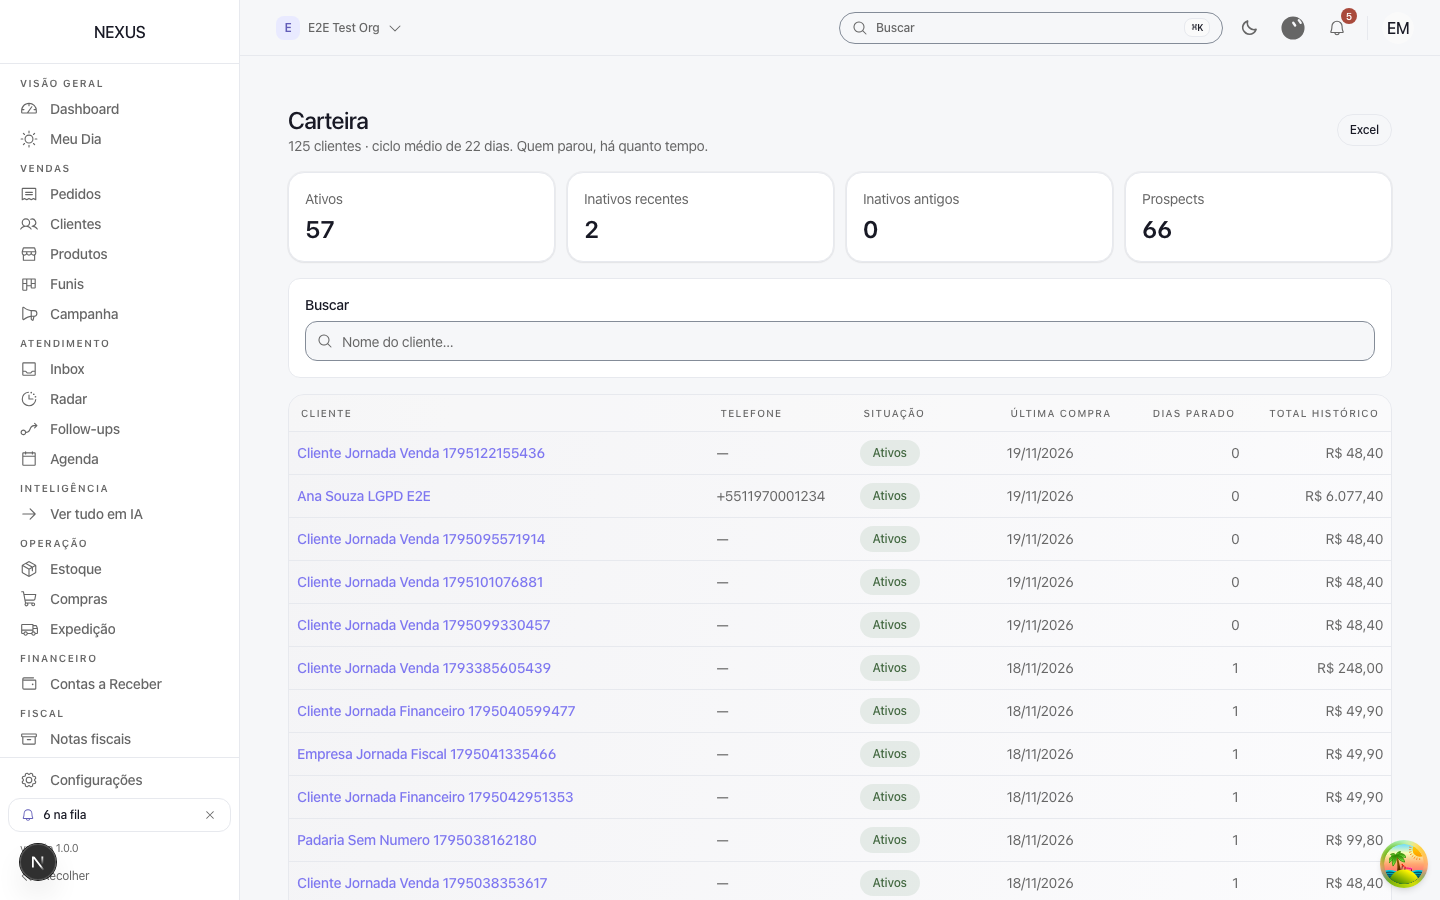 NEXUS
E
E2E Test Org
Buscar
⌘K
5
EM
VISÃO GERAL
Dashboard
Meu Dia
VENDAS
Pedidos
Clientes
Produtos
Funis
Campanha
ATENDIMENTO
Inbox
Radar
Follow-ups
Agenda
INTELIGÊNCIA
Ver tudo em IA
OPERAÇÃO
Estoque
Compras
Expedição
FINANCEIRO
Contas a Receber
FISCAL
Notas fiscais
Configurações
6 na fila
1.0.0
N
Carteira
125 clientes · ciclo médio de 22 dias. Quem parou, há quanto tempo.
Excel
Ativos
57
Inativos recentes
2
Inativos antigos
0
Prospects
66
Buscar
Nome do cliente...
CLIENTE TELEFONE SITUAÇÃO ÚLTIMA COMPRA DIAS PARADO TOTAL HISTÓRICO
Cliente Jornada Venda 1795122155436 — Ativos 19/11/2026 0 R$ 48,40
Ana Souza LGPD E2E +5511970001234 Ativos 19/11/2026 0 R$ 6.077,40
Cliente Jornada Venda 1795095571914 — Ativos 19/11/2026 0 R$ 48,40
Cliente Jornada Venda 1795101076881 — Ativos 19/11/2026 0 R$ 48,40
Cliente Jornada Venda 1795099330457 — Ativos 19/11/2026 0 R$ 48,40
Cliente Jornada Venda 1793385605439 — Ativos 18/11/2026 1 R$ 248,00
Cliente Jornada Financeiro 1795040599477 — Ativos 18/11/2026 1 R$ 49,90
Empresa Jornada Fiscal 1795041335466 — Ativos 18/11/2026 1 R$ 49,90
Cliente Jornada Financeiro 1795042951353 — Ativos 18/11/2026 1 R$ 49,90
Padaria Sem Numero 1795038162180 — Ativos 18/11/2026 1 R$ 99,80
Cliente Jornada Venda 1795038353617 — Ativos 18/11/2026 1 R$ 48,40